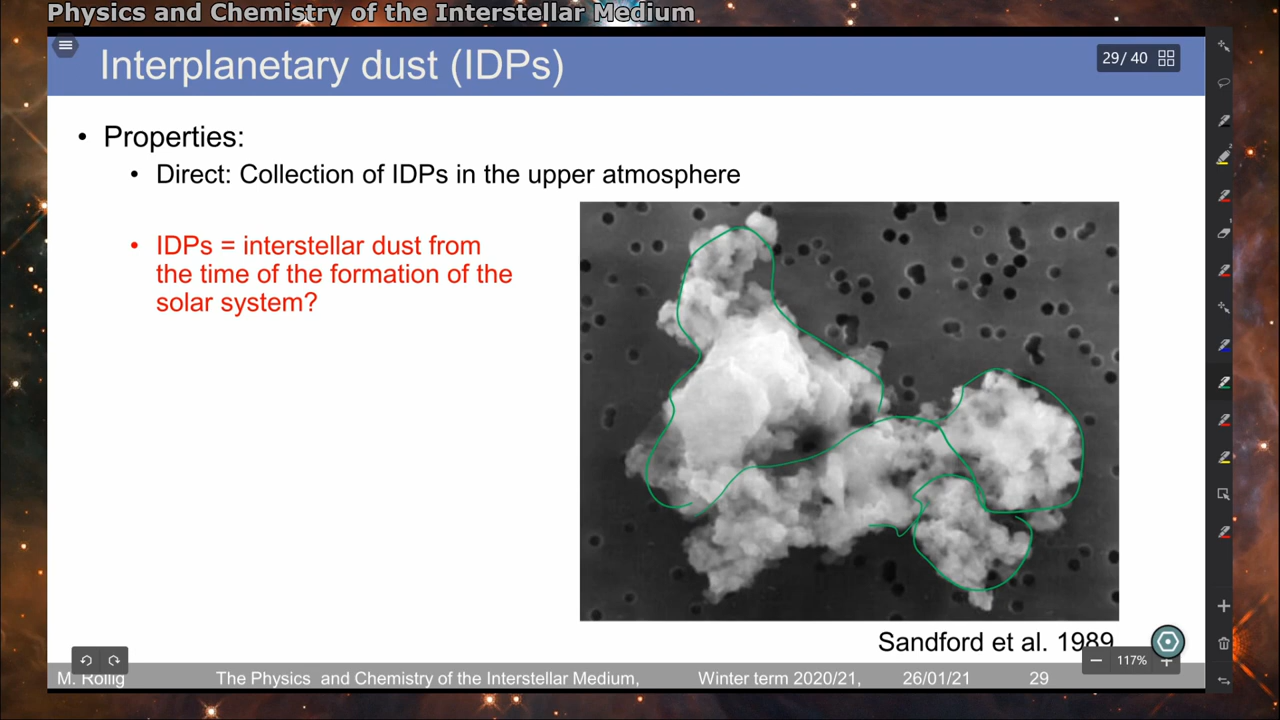 Physics and Chemistry of the Interstellar Medium
Interplanetary dust (IDPs)
29/ 40
• Properties:
• Direct: Collection of IDPs in the upper atmosphere
• IDPs = interstellar dust from
the time of the formation of the
solar system?
Sandford et al. 1989
117%
M. Röllig The Physics and Chemistry of the Interstellar Medium, Winter term 2020/21, 26/01/21 29